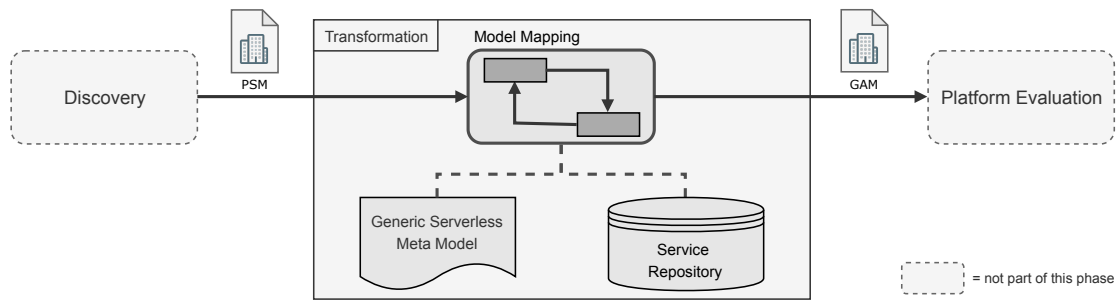 Transformation
Model Mapping
PSM
GAM
Discovery
Platform Evaluation
Generic Serverless
Meta Model
Service
Repository
= not part of this phase